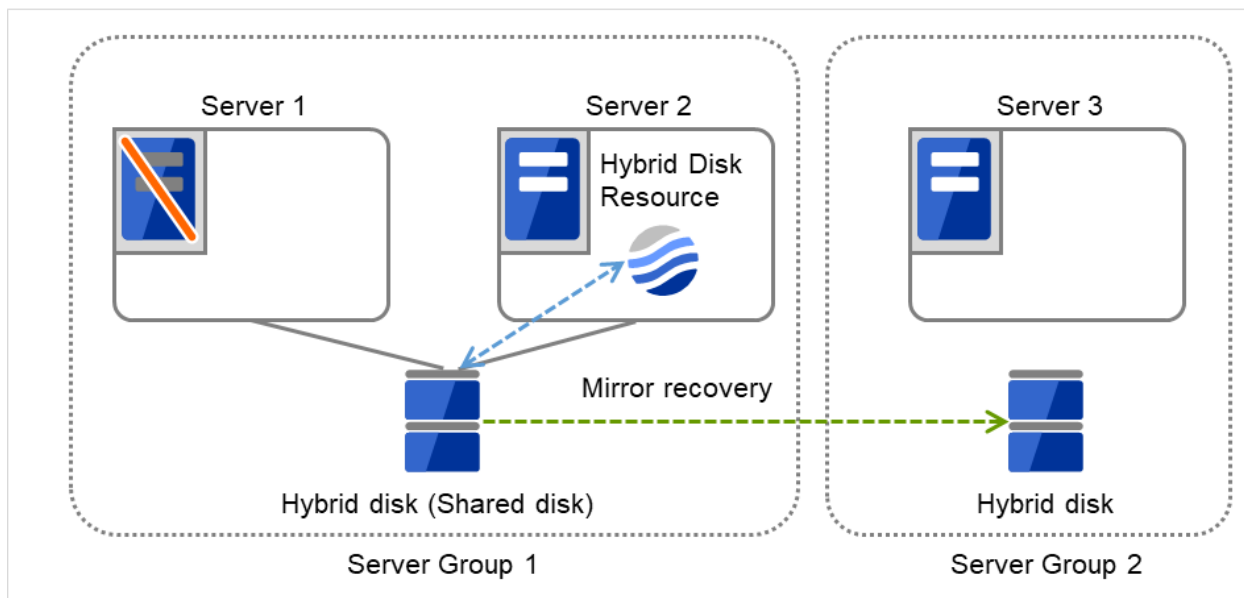 Server 1
Server 2
Server 3
Hybrid Disk
Resource
Mirror recovery
Hybrid disk (Shared disk)
Hybrid disk
Server Group 1
Server Group 2